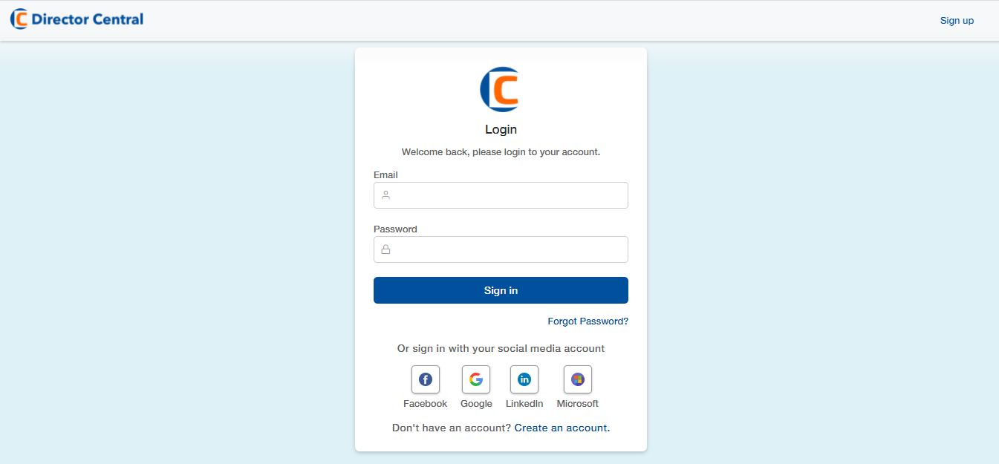 Director Central
Sign up
C
Login
Welcome back, please login to your account.
Email
Password
Sign in
Forgot Password?
Or sign in with your social media account
Facebook Google LinkedIn Microsoft
Don't have an account? Create an account.